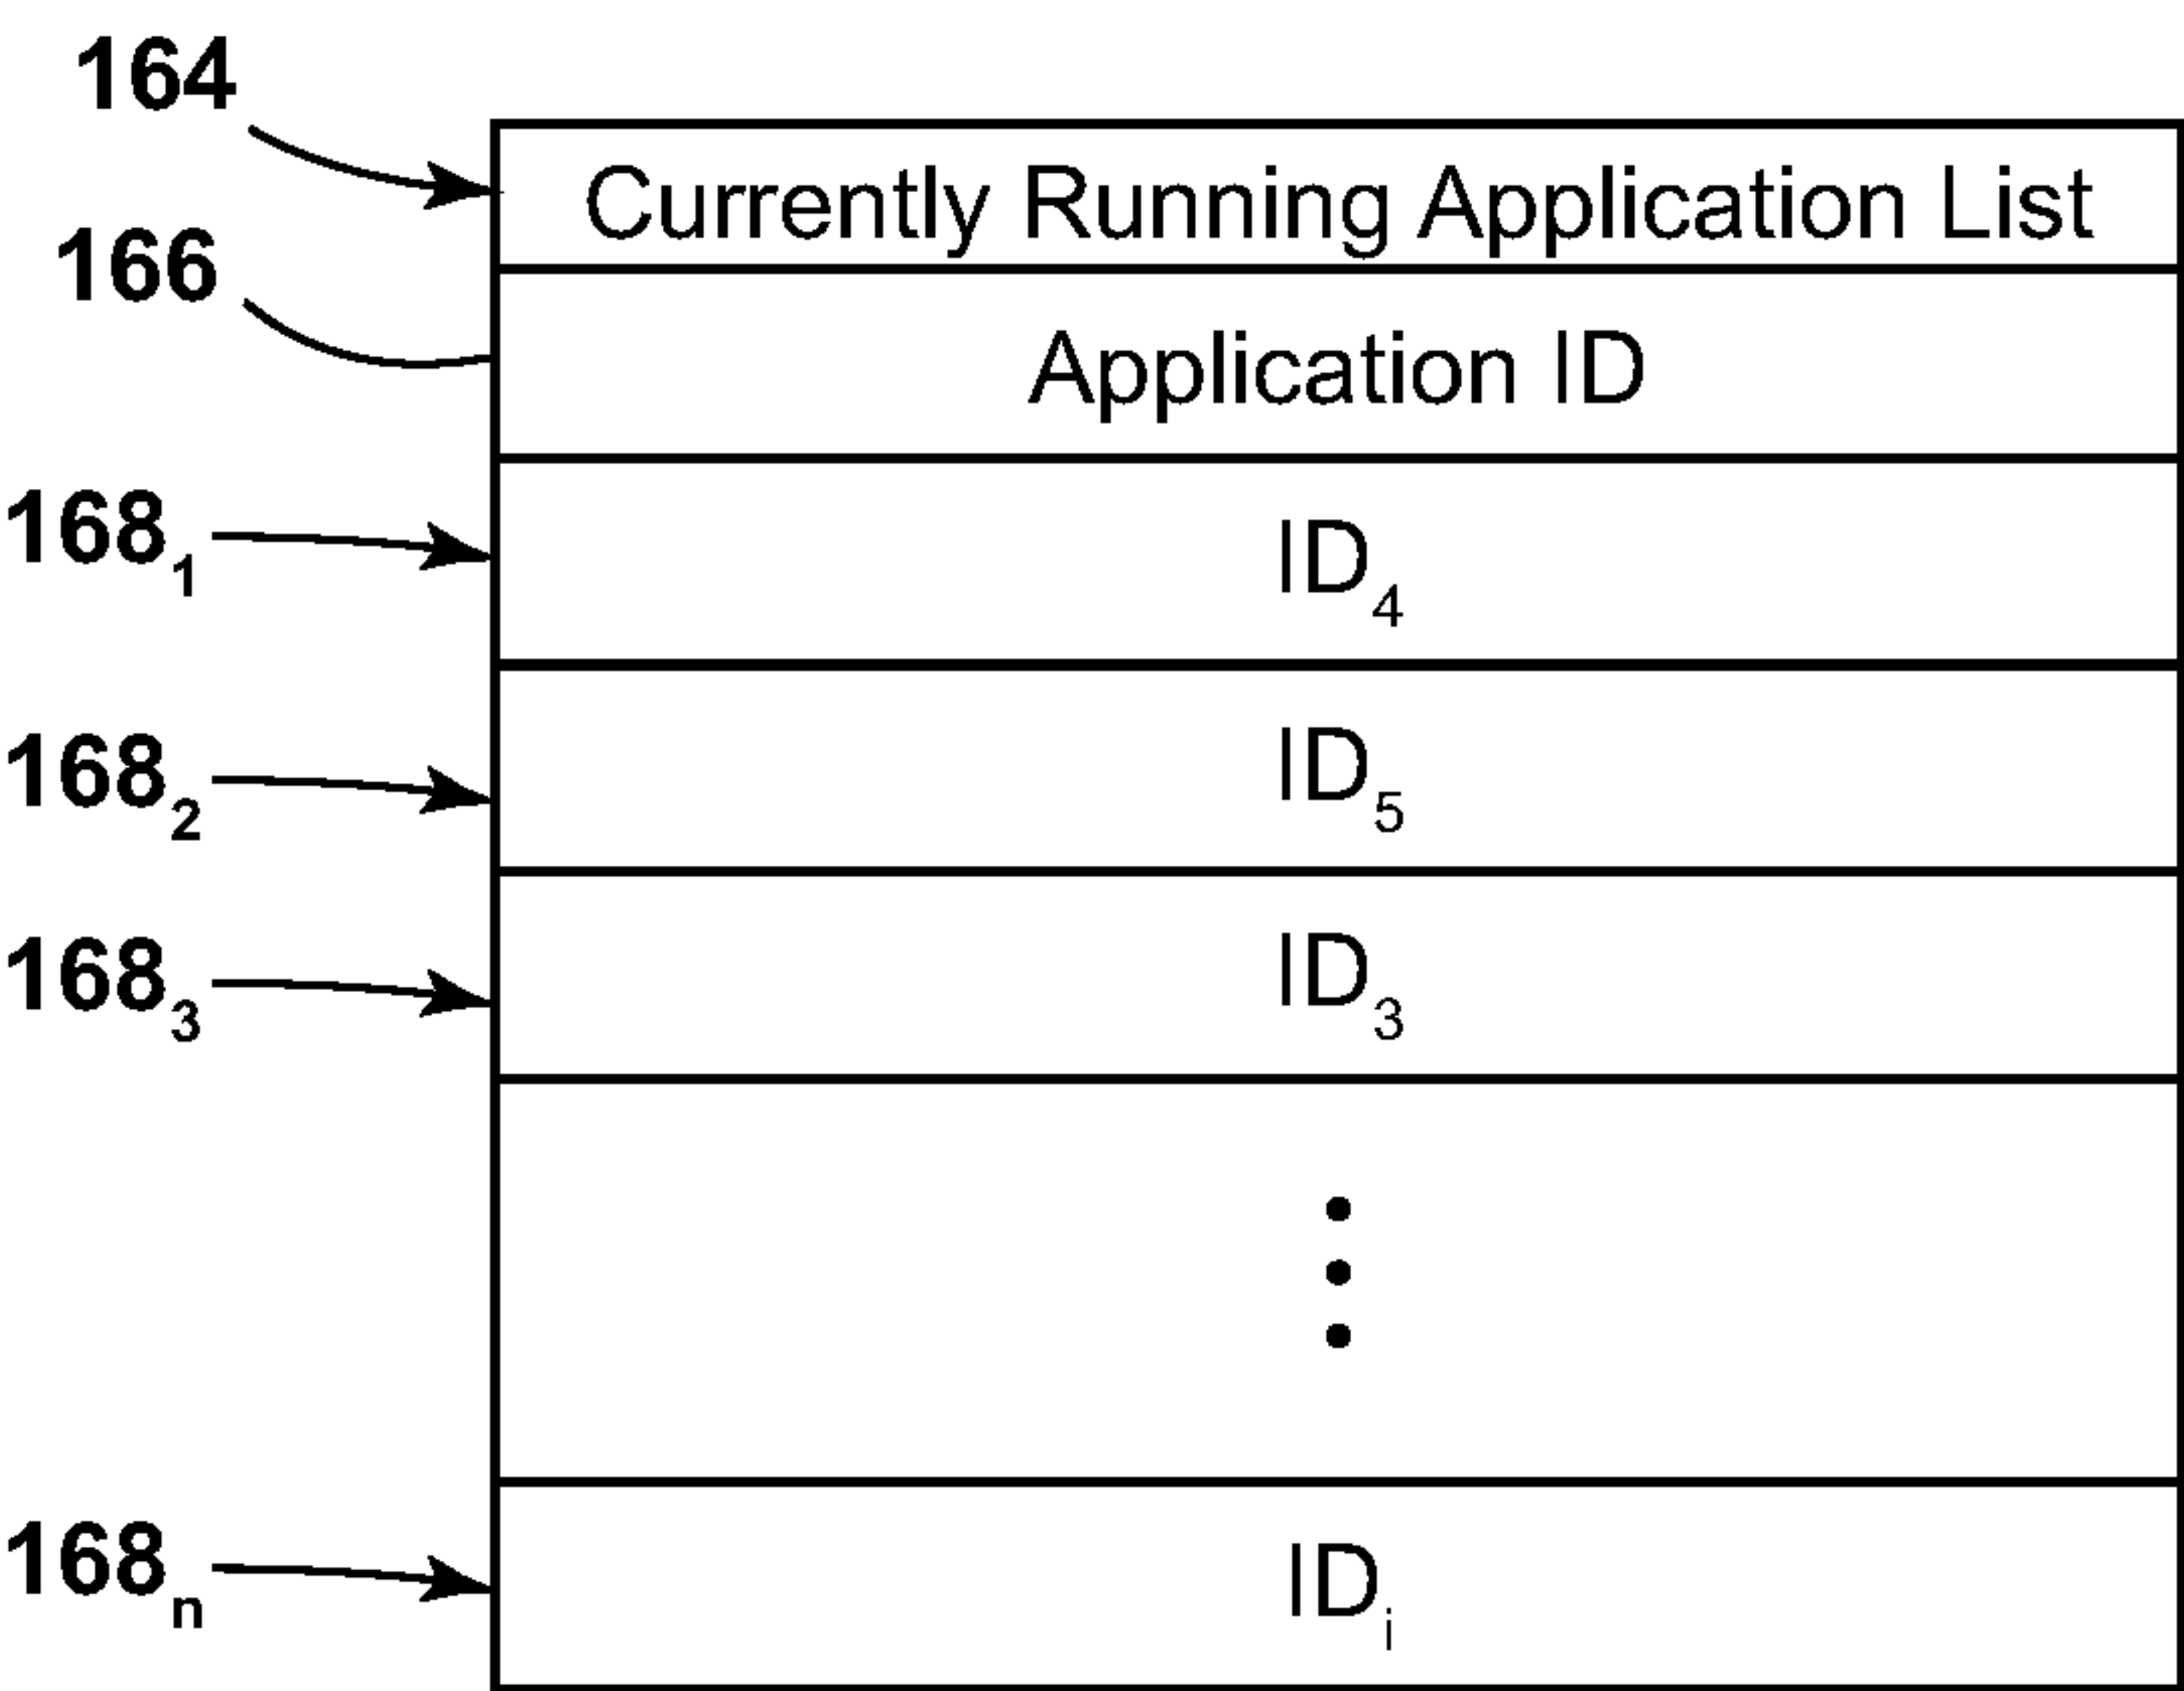 164 Currently Running Application List
166 Application ID
168₁ ID₄
168₂ ID₅
168₃ ID₃
168ₙ IDᵢ